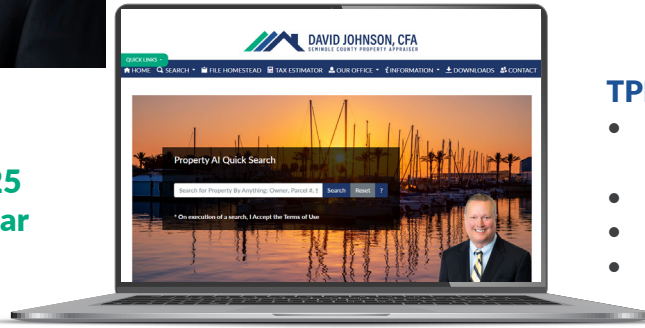 DAVID JOHNSON, CFA
SEMINOLE COUNTY PROPERTY APPRAISER
QUICK LINKS
HOME SEARCH FILE HOMESTEAD TAX ESTIMATOR OUR OFFICE INFORMATION DOWNLOADS CONTACT
Property AI Quick Search
Search for Property By Anything: Owner, Parcel #, S Search Reset ?
* On execution of a search, I Accept the Terms of Use
25
ar
TP